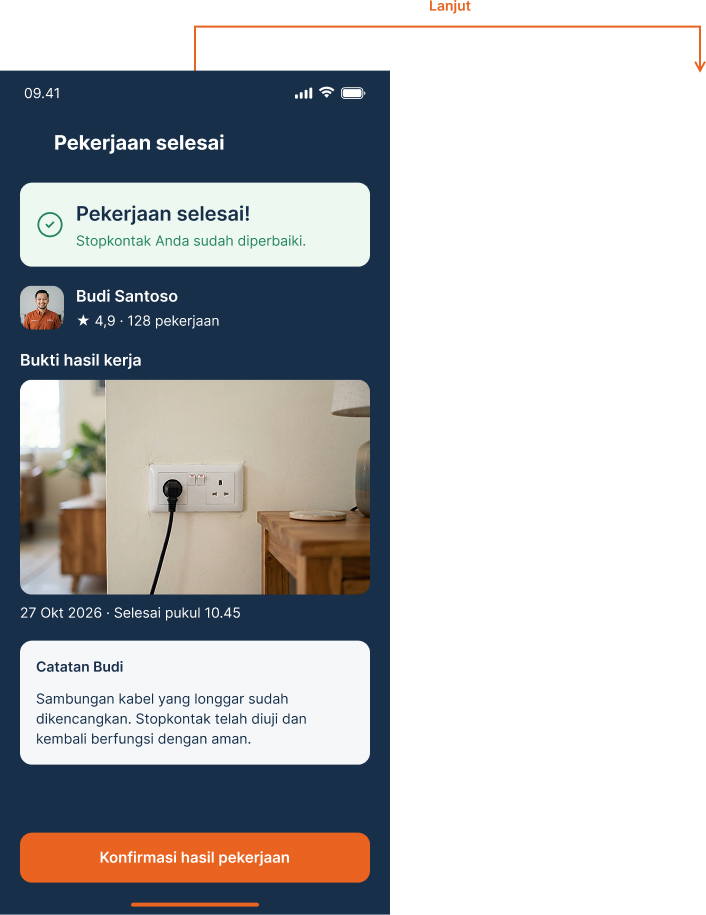 Lanjut
09.41
Pekerjaan selesai
Pekerjaan selesai!
Stopkontak Anda sudah diperbaiki.
Budi Santoso
★ 4,9 · 128 pekerjaan
Bukti hasil kerja
27 Okt 2026 · Selesai pukul 10.45
Catatan Budi
Sambungan kabel yang longgar sudah
dikencangkan. Stopkontak telah diuji dan
kembali berfungsi dengan aman.
Konfirmasi hasil pekerjaan